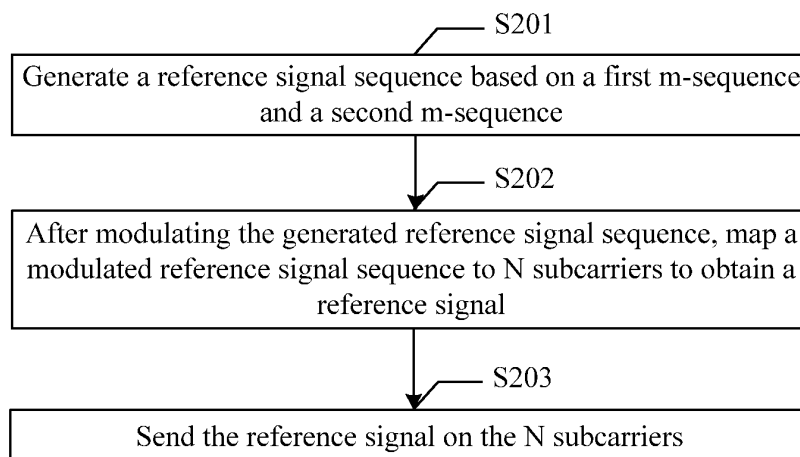 S201
Generate a reference signal sequence based on a first m-sequence
and a second m-sequence
S202
After modulating the generated reference signal sequence, map a
modulated reference signal sequence to N subcarriers to obtain a
reference signal
S203
Send the reference signal on the N subcarriers